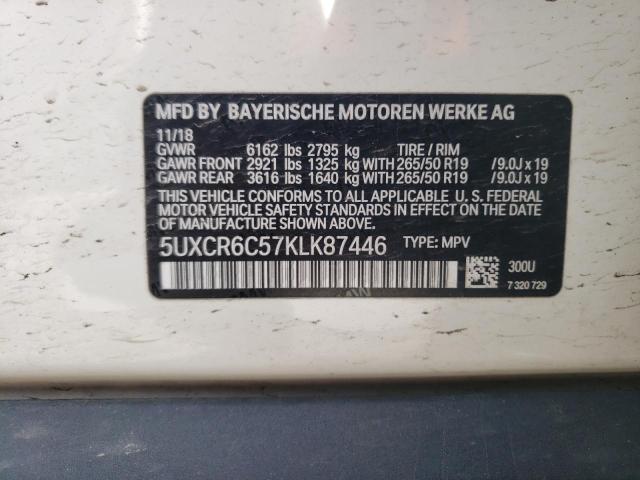 MFD BY BAYERISCHE MOTOREN WERKE AG
11/18
GVWR 6162 lbs 2795 kg TIRE / RIM
GAWR FRONT 2921 lbs 1325 kg WITH 265/50 R19 /9.0J x 19
GAWR REAR 3616 lbs 1640 kg WITH 265/50 R19 /9.0J x 19
THIS VEHICLE CONFORMS TO ALL APPLICABLE U. S. FEDERAL
MOTOR VEHICLE SAFETY STANDARDS IN EFFECT ON THE DATE OF
MANUFACTURE SHOWN ABOVE.
5UXCR6C57KLK87446 TYPE: MPV
300U
7 320 729